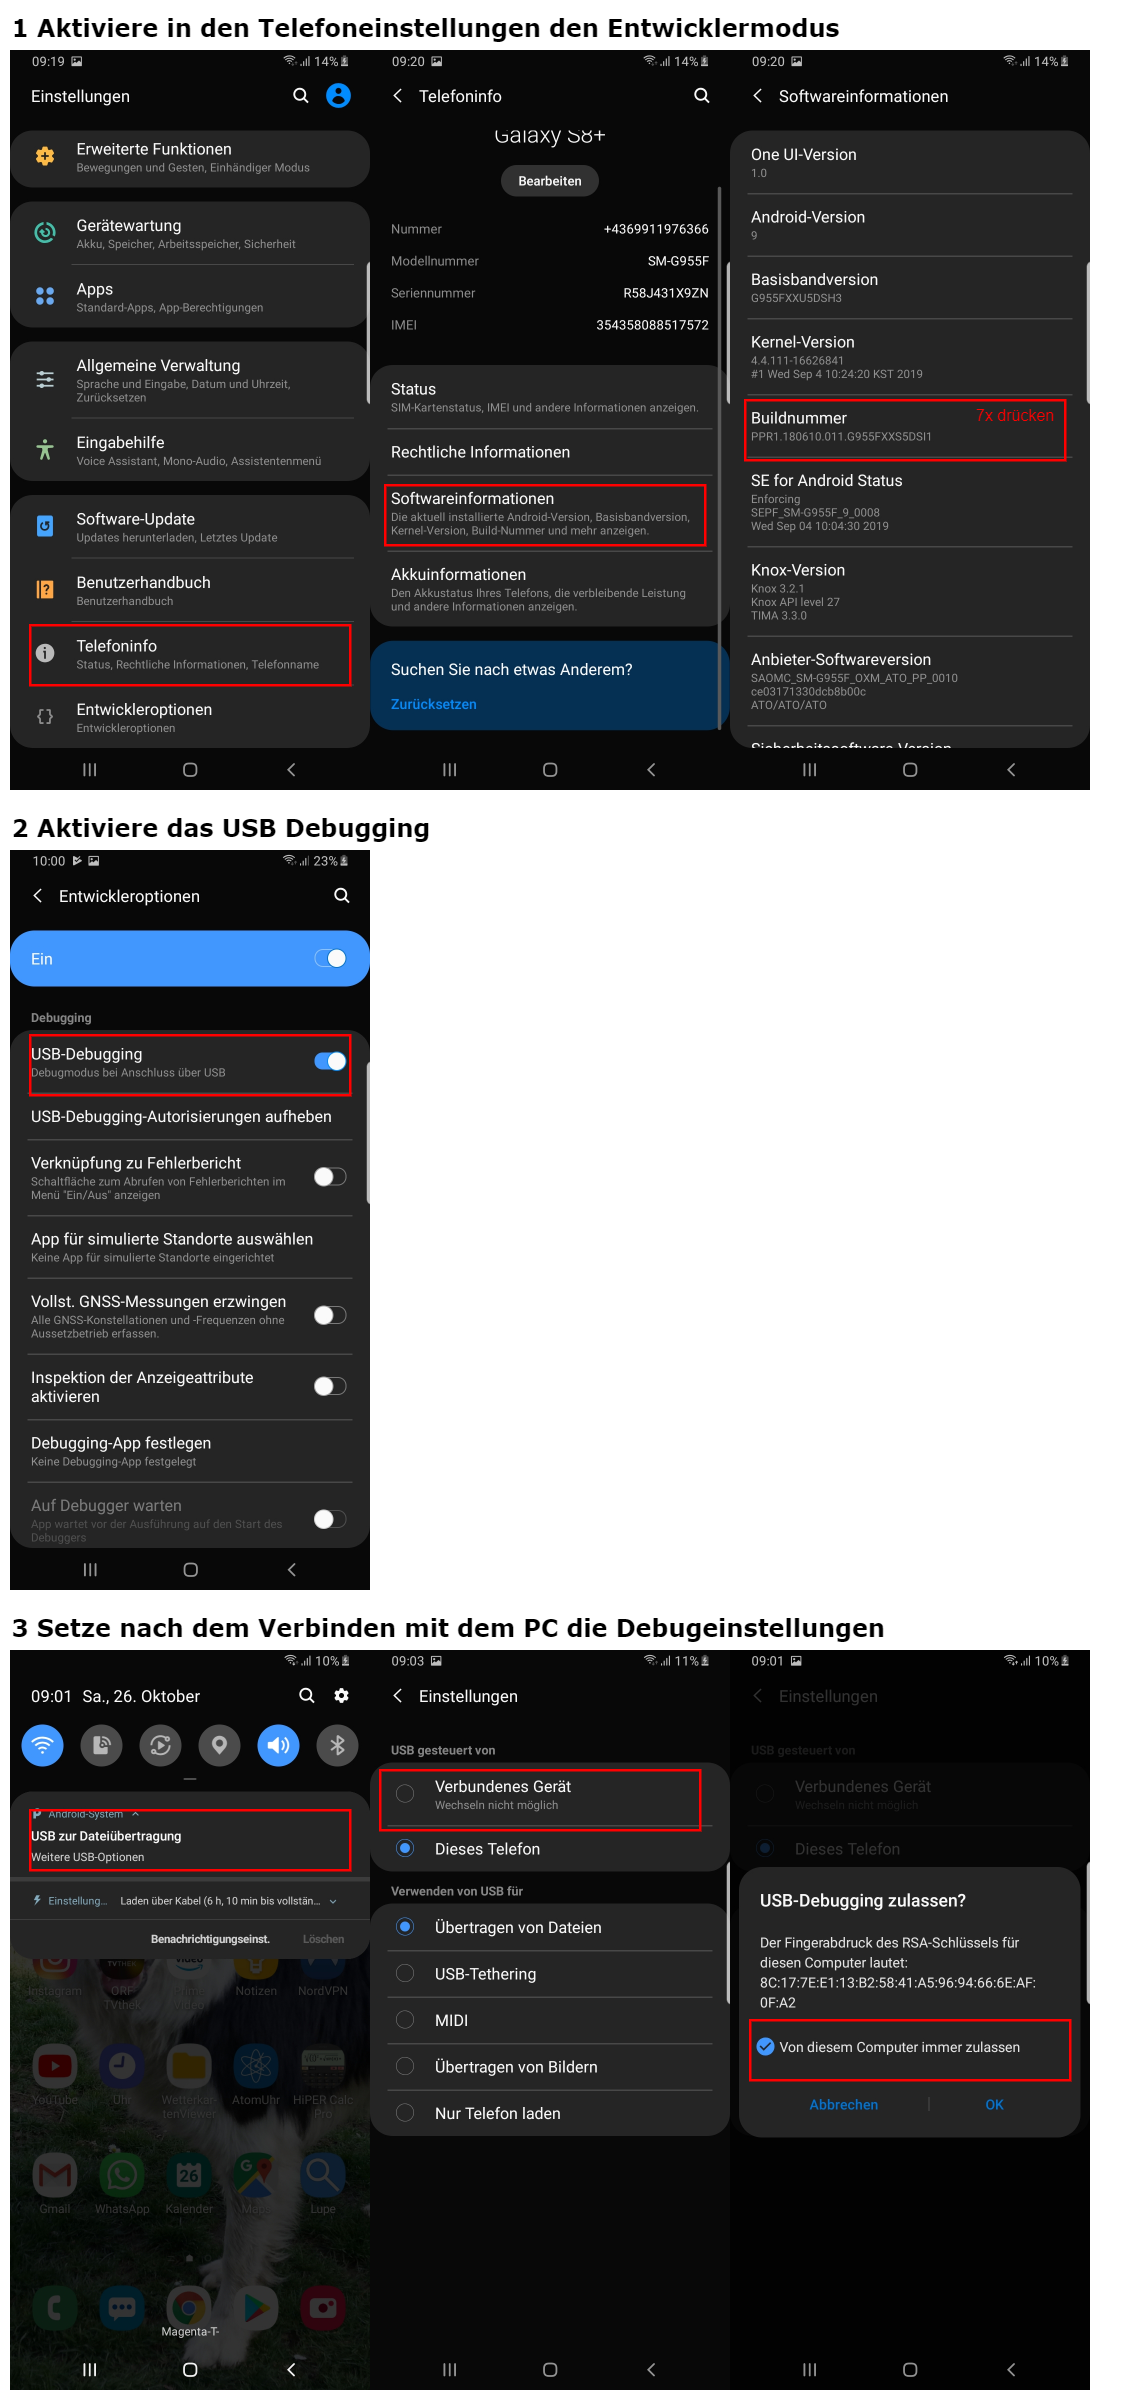 1 Aktiviere in den Telefoneinstellungen den Entwicklermodus
09:19
14%
Einstellungen
Erweiterte Funktionen
Bewegungen und Gesten, Einhändiger Modus
Gerätewartung
Akku, Speicher, Arbeitsspeicher, Sicherheit
Apps
Standard-Apps, App-Berechtigungen
Allgemeine Verwaltung
Sprache und Eingabe, Datum und Uhrzeit,
Zurücksetzen
Eingabehilfe
Voice Assistant, Mono-Audio, Assistentenmenü
Software-Update
Updates herunterladen, Letztes Update
Benutzerhandbuch
Benutzerhandbuch
Telefoninfo
Status, Rechtliche Informationen, Telefonname
Entwickleroptionen
Entwickleroptionen
09:20
14%
Telefoninfo
Galaxy S8+
Bearbeiten
Nummer +4369911976366
Modellnummer SM-G955F
Seriennummer R58J431X9ZN
IMEI 354358088517572
Status
SIM-Kartenstatus, IMEI und andere Informationen anzeigen.
Rechtliche Informationen
Softwareinformationen
Die aktuell installierte Android-Version, Basisbandversion,
Kernel-Version, Build-Nummer und mehr anzeigen.
Akkuinformationen
Den Akkustatus Ihres Telefons, die verbleibende Leistung
und andere Informationen anzeigen.
Suchen Sie nach etwas Anderem?
Zurücksetzen
09:20
14%
Softwareinformationen
One UI-Version
1.0
Android-Version
9
Basisbandversion
G955FXXU5DSH3
Kernel-Version
4.4.111-16626841
#1 Wed Sep 4 10:24:20 KST 2019
Buildnummer 7x drücken
PPR1.180610.011.G955FXXS5DSI1
SE for Android Status
Enforcing
SEPF_SM-G955F_9_0008
Wed Sep 04 10:04:30 2019
Knox-Version
Knox 3.2.1
Knox API level 27
TIMA 3.3.0
Anbieter-Softwareversion
SAOMC_SM-G955F_OXM_ATO_PP_0010
ce03171330dcb8b00c
ATO/ATO/ATO
Sicherheitssoftware-Version
2 Aktiviere das USB Debugging
10:00
23%
Entwickleroptionen
Ein
Debugging
USB-Debugging
Debugmodus bei Anschluss über USB
USB-Debugging-Autorisierungen aufheben
Verknüpfung zu Fehlerbericht
Schaltfläche zum Abrufen von Fehlerberichten im
Menü "Ein/Aus" anzeigen
App für simulierte Standorte auswählen
Keine App für simulierte Standorte eingerichtet
Vollst. GNSS-Messungen erzwingen
Alle GNSS-Konstellationen und -Frequenzen ohne
Aussetzbetrieb erfassen.
Inspektion der Anzeigeattribute
aktivieren
Debugging-App festlegen
Keine Debugging-App festgelegt
Auf Debugger warten
App wartet vor der Ausführung auf den Start des
Debuggers
3 Setze nach dem Verbinden mit dem PC die Debugeinstellungen
10%
09:01 Sa., 26. Oktober
Android-System
USB zur Dateiübertragung
Weitere USB-Optionen
Einstellung... Laden über Kabel (6 h, 10 min bis vollstän...
Benachrichtigungseinst. Löschen
Instagram ORF Prime Notizen NordVPN
TVthek Video
YouTube Uhr Wetterkar AtomUhr HiPER Calc
tenViewer Pro
26
Gmail WhatsApp Kalender Maps Lupe
Magenta-T-
09:03
11%
Einstellungen
USB gesteuert von
Verbundenes Gerät
Wechseln nicht möglich
Dieses Telefon
Verwenden von USB für
Übertragen von Dateien
USB-Tethering
MIDI
Übertragen von Bildern
Nur Telefon laden
09:01
10%
Einstellungen
USB gesteuert von
Verbundenes Gerät
Wechseln nicht möglich
Dieses Telefon
USB-Debugging zulassen?
Der Fingerabdruck des RSA-Schlüssels für
diesen Computer lautet:
8C:17:7E:E1:13:B2:58:41:A5:96:94:66:6E:AF:
0F:A2
Von diesem Computer immer zulassen
Abbrechen OK